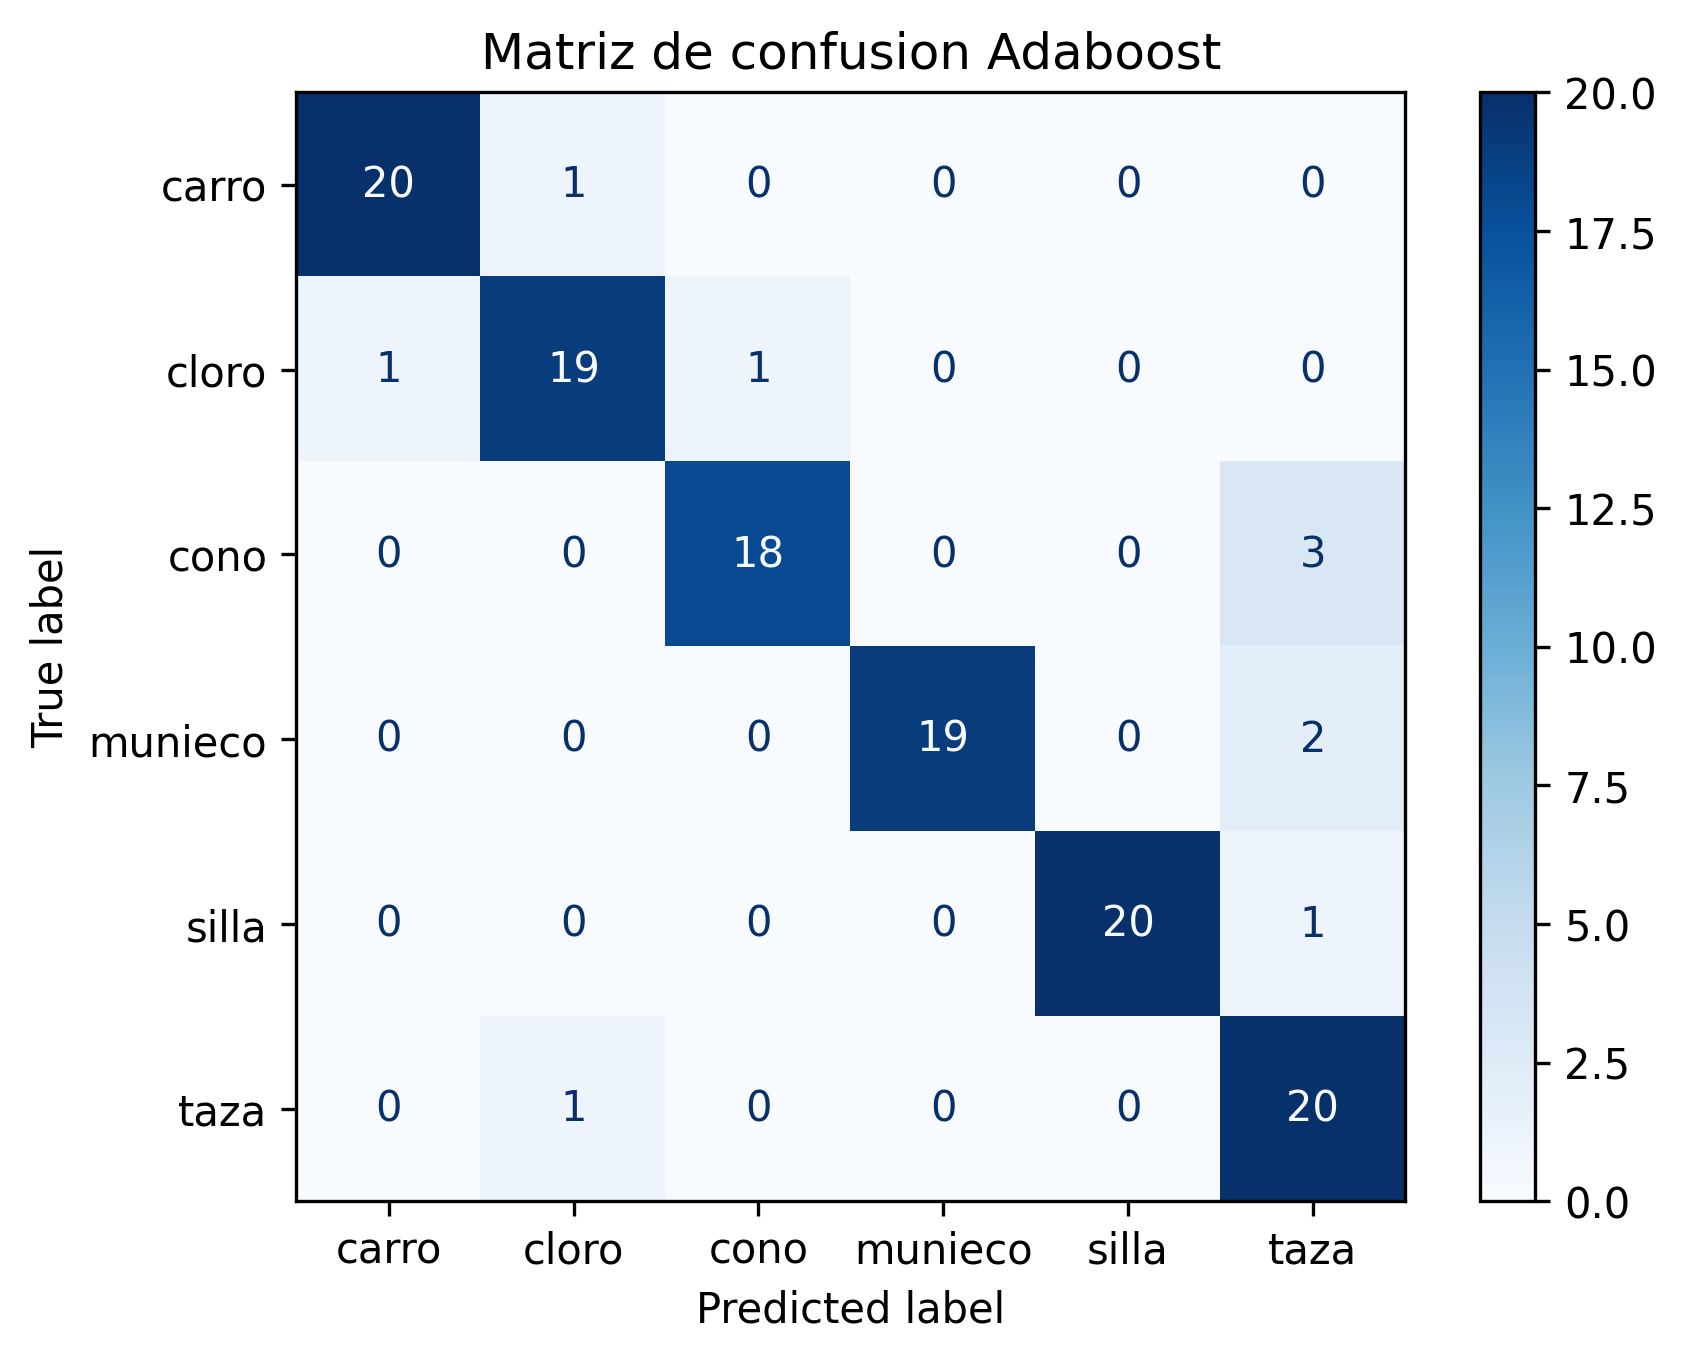 Matriz de confusion Adaboost
carro 20 1 0 0 0 0
cloro 1 19 1 0 0 0
cono 0 0 18 0 0 3
munieco 0 0 0 19 0 2
silla 0 0 0 0 20 1
taza 0 1 0 0 0 20
True label
carro cloro cono munieco silla taza
Predicted label
20.0
17.5
15.0
12.5
10.0
7.5
5.0
2.5
0.0